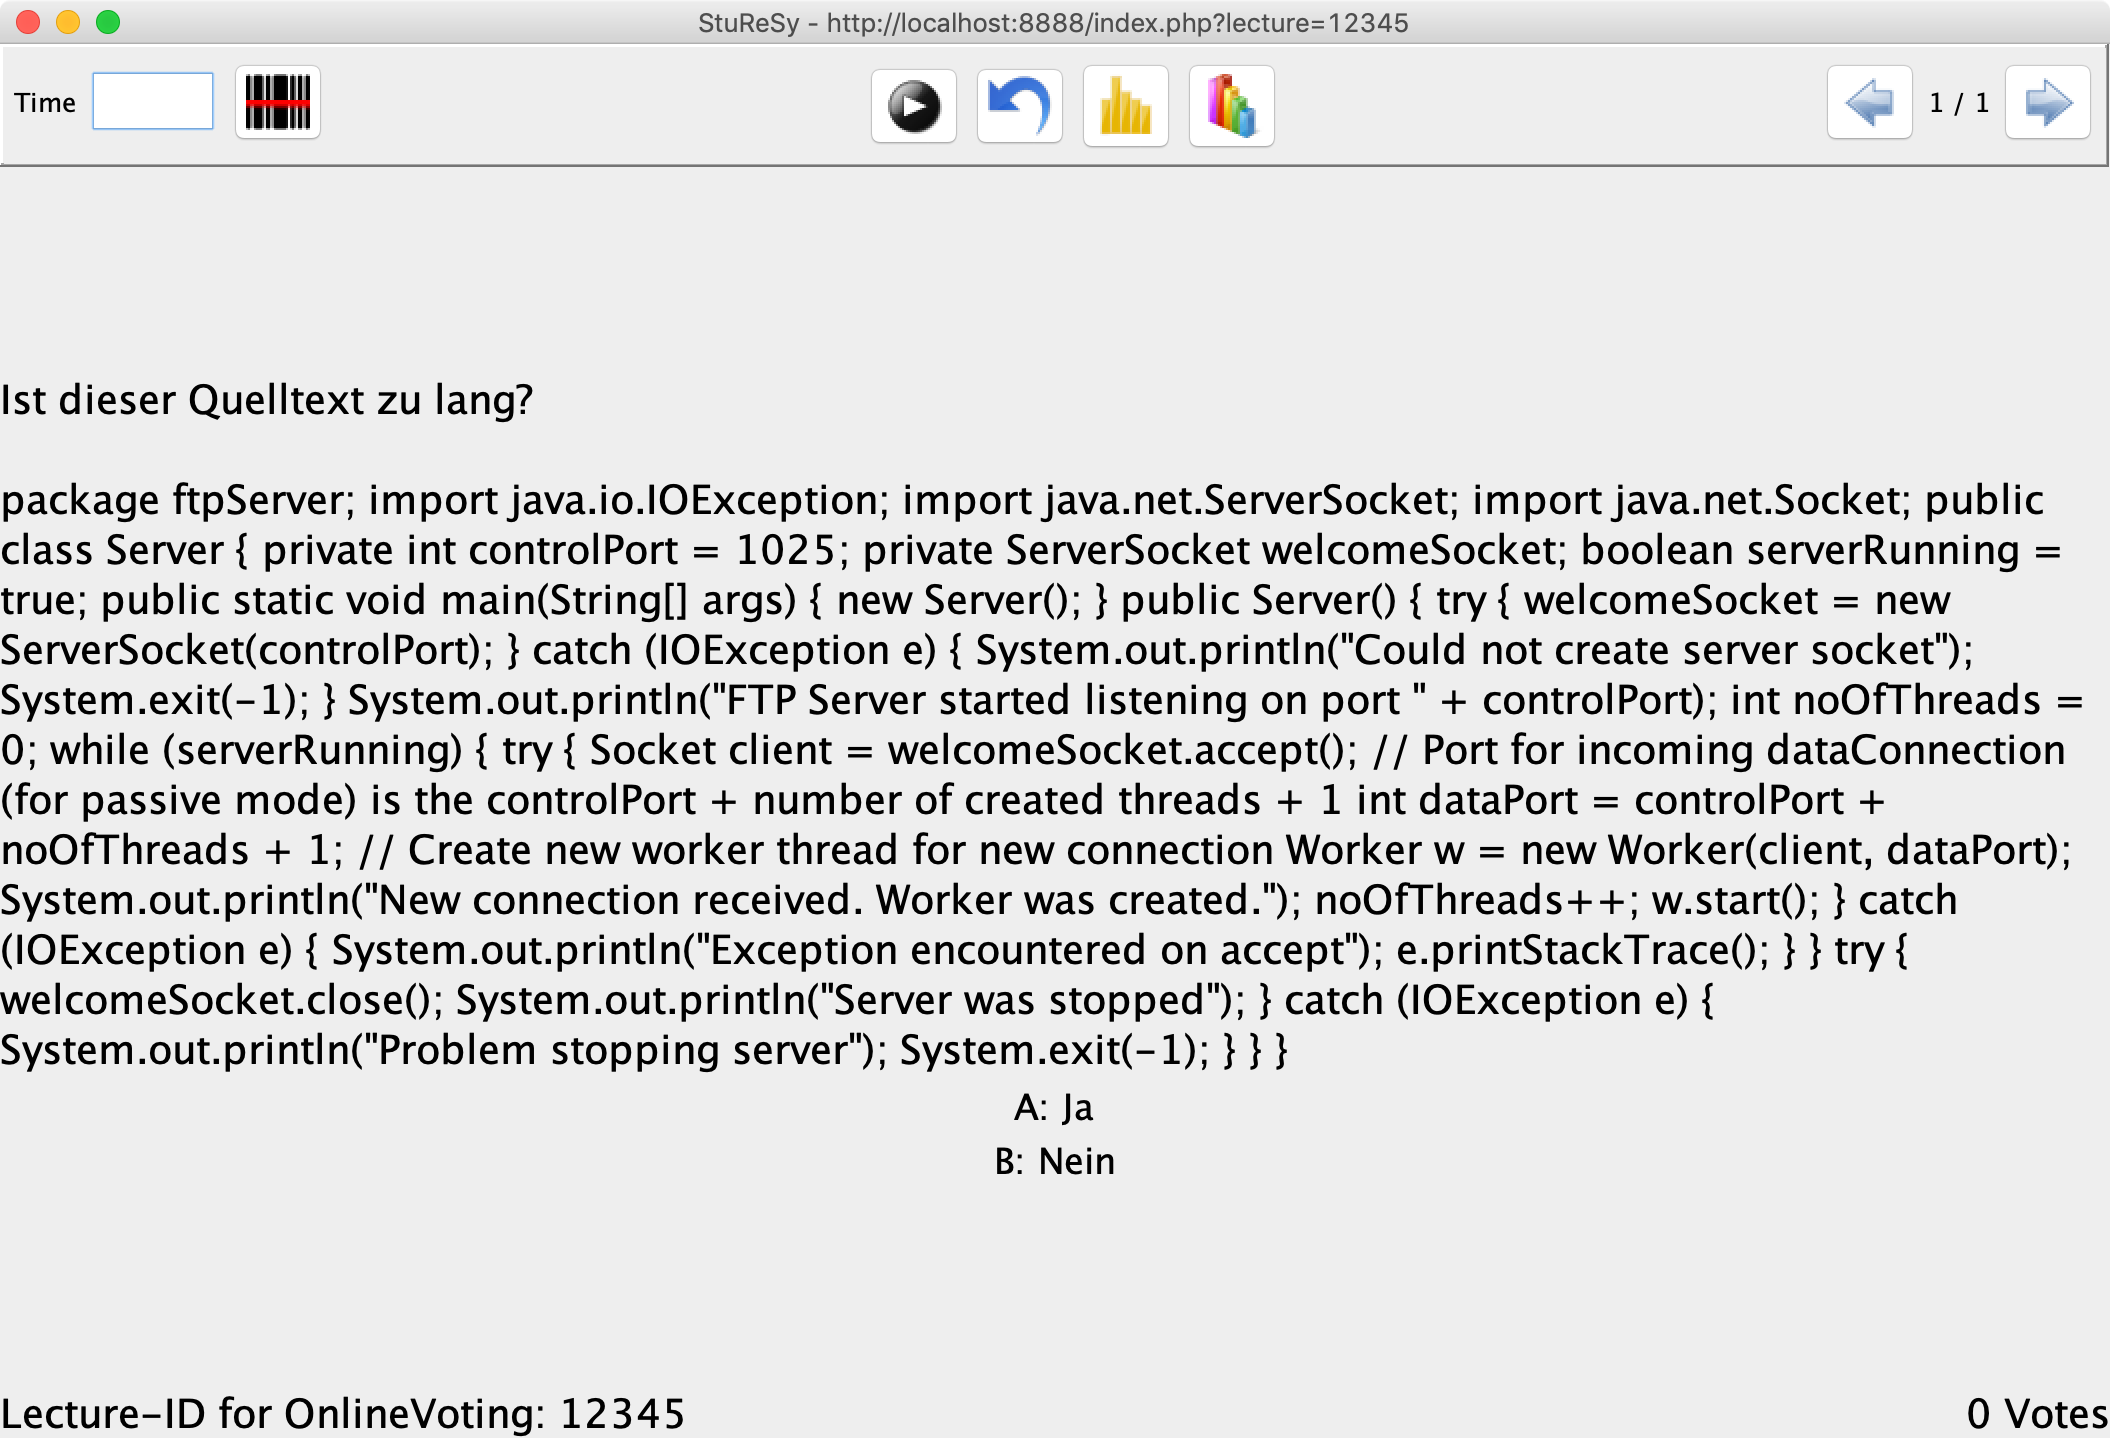 StuReSy - http://localhost:8888/index.php?lecture=12345
Time
1 / 1
Ist dieser Quelltext zu lang?
package ftpServer; import java.io.IOException; import java.net.ServerSocket; import java.net.Socket; public
class Server { private int controlPort = 1025; private ServerSocket welcomeSocket; boolean serverRunning =
true; public static void main(String[] args) { new Server(); } public Server() { try { welcomeSocket = new
ServerSocket(controlPort); } catch (IOException e) { System.out.println("Could not create server socket");
System.exit(-1); } System.out.println("FTP Server started listening on port " + controlPort); int noOfThreads =
0; while (serverRunning) { try { Socket client = welcomeSocket.accept(); // Port for incoming dataConnection
(for passive mode) is the controlPort + number of created threads + 1 int dataPort = controlPort +
noOfThreads + 1; // Create new worker thread for new connection Worker w = new Worker(client, dataPort);
System.out.println("New connection received. Worker was created."); noOfThreads++; w.start(); } catch
(IOException e) { System.out.println("Exception encountered on accept"); e.printStackTrace(); } } try {
welcomeSocket.close(); System.out.println("Server was stopped"); } catch (IOException e) {
System.out.println("Problem stopping server"); System.exit(-1); } } }
A: Ja
B: Nein
Lecture-ID for OnlineVoting: 12345
0 Votes